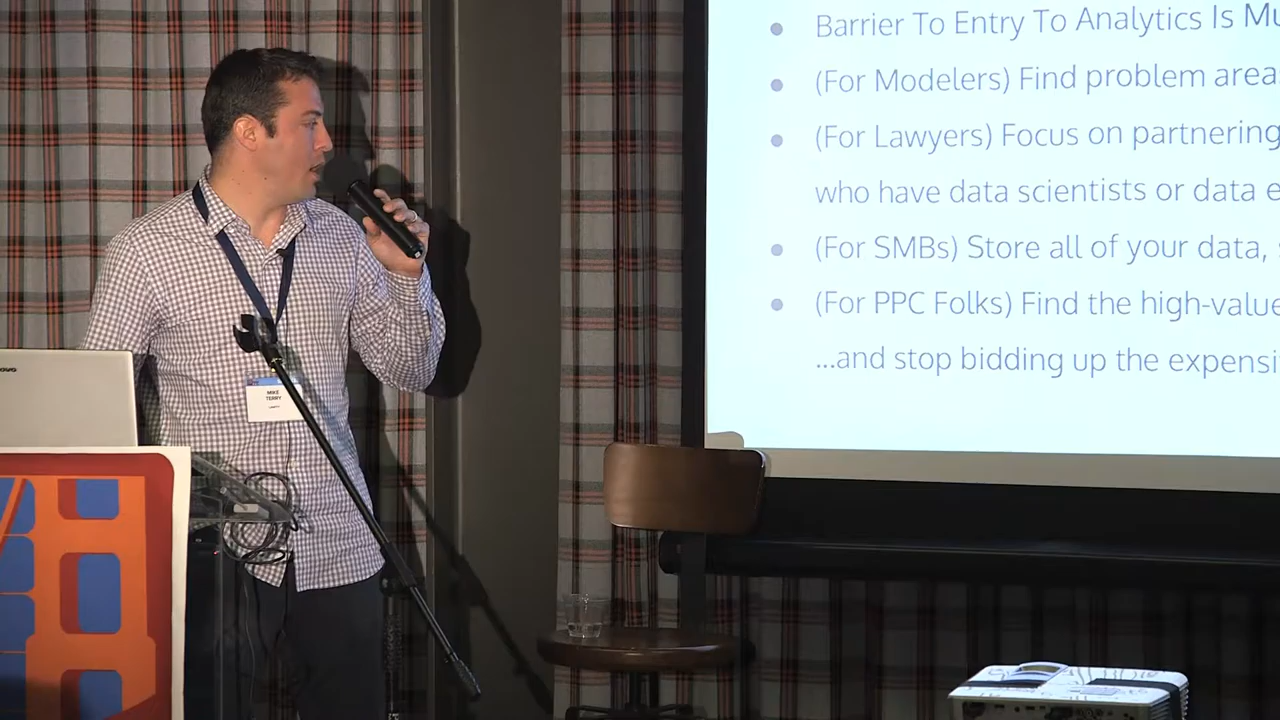 Barrier To Entry To Analytics Is Mu
(For Modelers) Find problem area
(For Lawyers) Focus on partnering
who have data scientists or data e
(For SMBs) Store all of your data,
(For PPC Folks) Find the high-value
...and stop bidding up the expensi
MIKE
TERRY